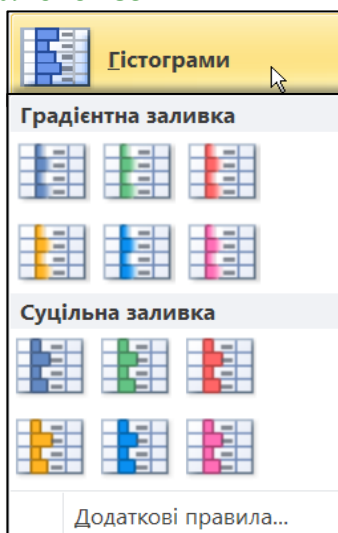 Гістограми
Градієнтна заливка
Суцільна заливка
Додаткові правила...